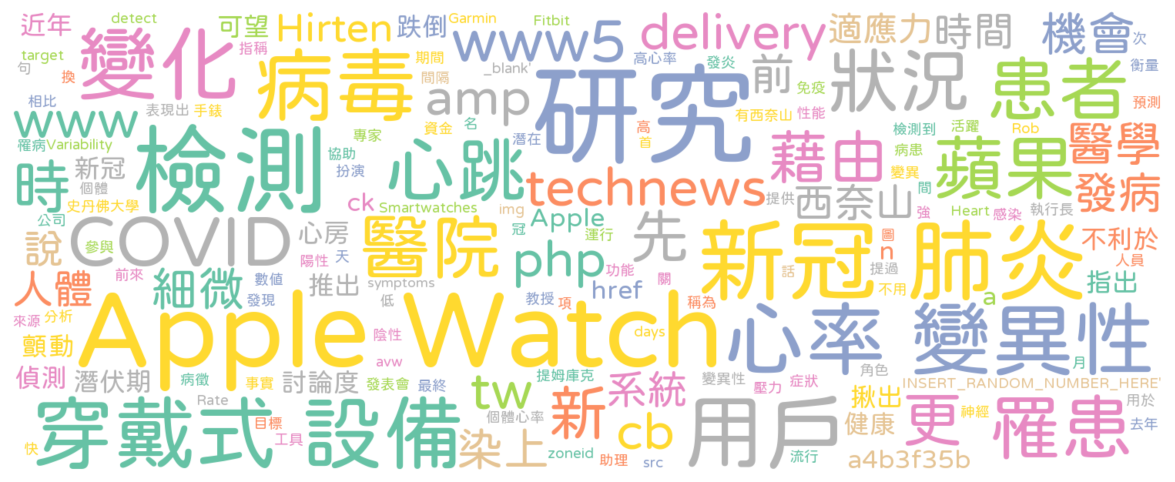 近年
detect
可望
Hirten
Garmin
跌倒
Fitbit
delivery
適應力
時間
機會
次
target
變化
指稱
期間
www5
高心率
發炎
衡量
句
換
病毒
間隔
_blank'
研究
前
狀況
患者
相比
表現出
手錶
amp
免疫
預測
www
資金
名
有西奈山
性能
罹病
Variability
檢測
專家
潛在
高
首
檢測到
活躍
Rob
醫學
新冠
協助
心跳
藉由
病患
蘋果
時
個體
扮演
technews
提供
變異
間
發病
史丹佛大學
ck
Smartwatches
img
西奈山
強
Heart
感染
執行長
公司
COVID
心房
醫院
冠
Apple
先
新冠 肺炎
圖
不利於
說
參與
陽性
天
運行
n
人員
人體
前來
細微
數值
推出
symptoms
php
功能
關
話
提過
指出
來源
發現
低
教授
項
href
稱為
不用
a
分析
Apple Watch
陰性
days
心率 變異性
月
顫動
avw
偵測
潛伏期
病徵
事實
討論度
發表會
最終
tw
提姆庫克
系統
變異性
壓力
症狀
角色
揪出
INSERT_RANDOM_NUMBER_HERE'
用於
穿戴式 設備
Rate
目標
個體心率
新
cb
用戶
健康
更
神經
罹患
去年
快
工具
染上
zoneid
助理
src
流行
a4b3f35b